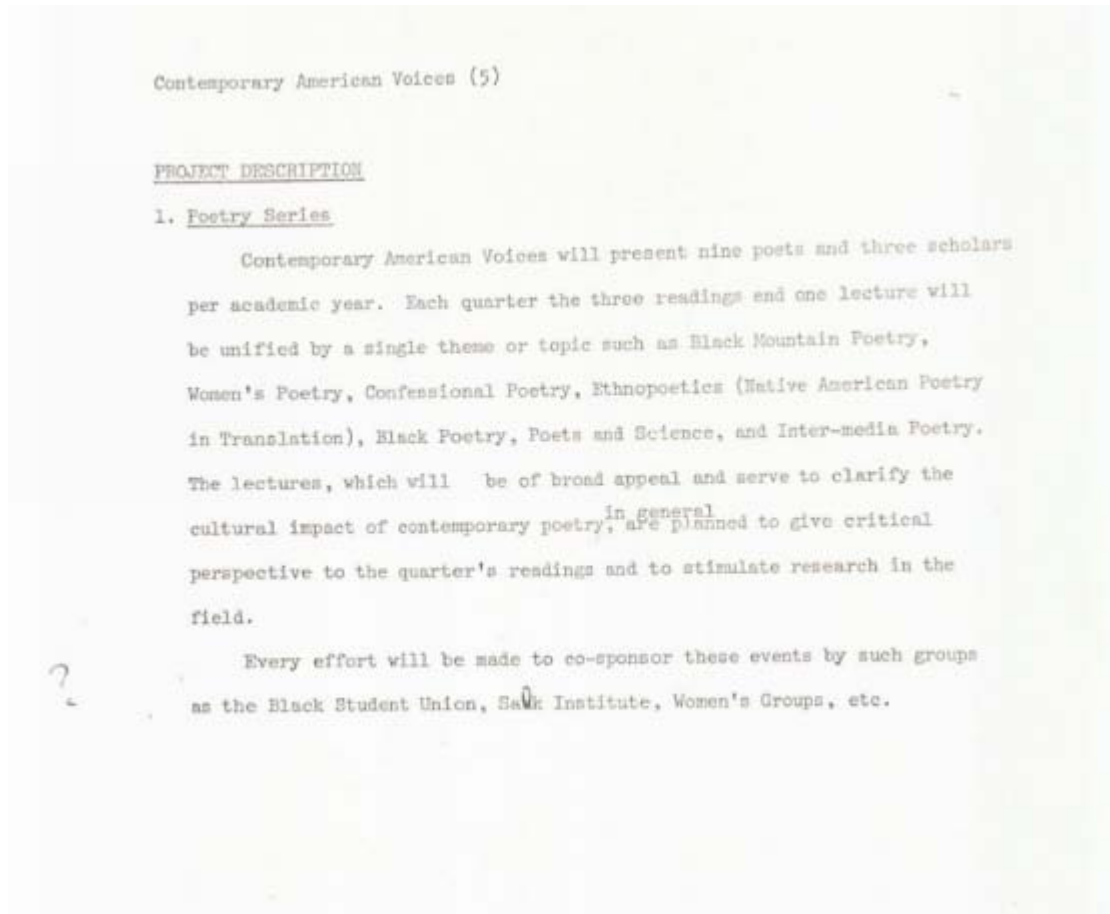 Contemporary American Voices (5)
PROJECT DESCRIPTION
1. Poetry Series
Contemporary American Voices will present nine poets and three scholars
per academic year. Each quarter the three readings and one lecture will
be unified by a single theme or topic such as Black Mountain Poetry,
Women's Poetry, Confessional Poetry, Ethnopoetics (Native American Poetry
in Translation), Black Poetry, Poets and Science, and Inter-media Poetry.
The lectures, which will be of broad appeal and serve to clarify the
in general
cultural impact of contemporary poetry, are planned to give critical
perspective to the quarter's readings and to stimulate research in the
field.
?
Every effort will be made to co-sponsor these events by such groups
as the Black Student Union, Salk Institute, Women's Groups, etc.